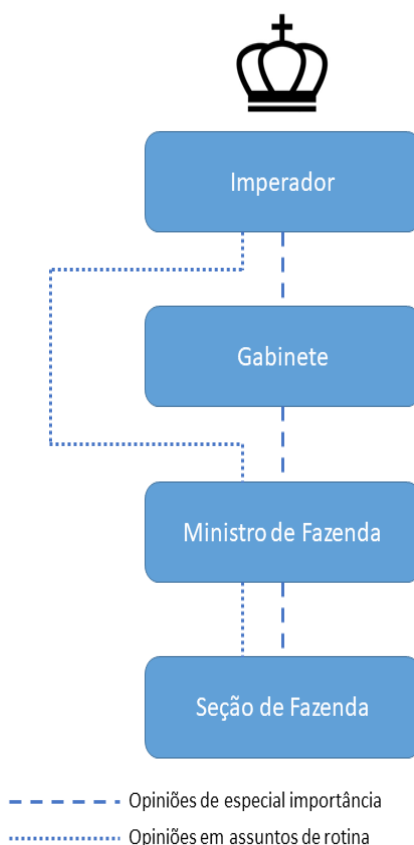 Imperador
Gabinete
Ministro de Fazenda
Seção de Fazenda
Opiniões de especial importância
Opiniões em assuntos de rotina